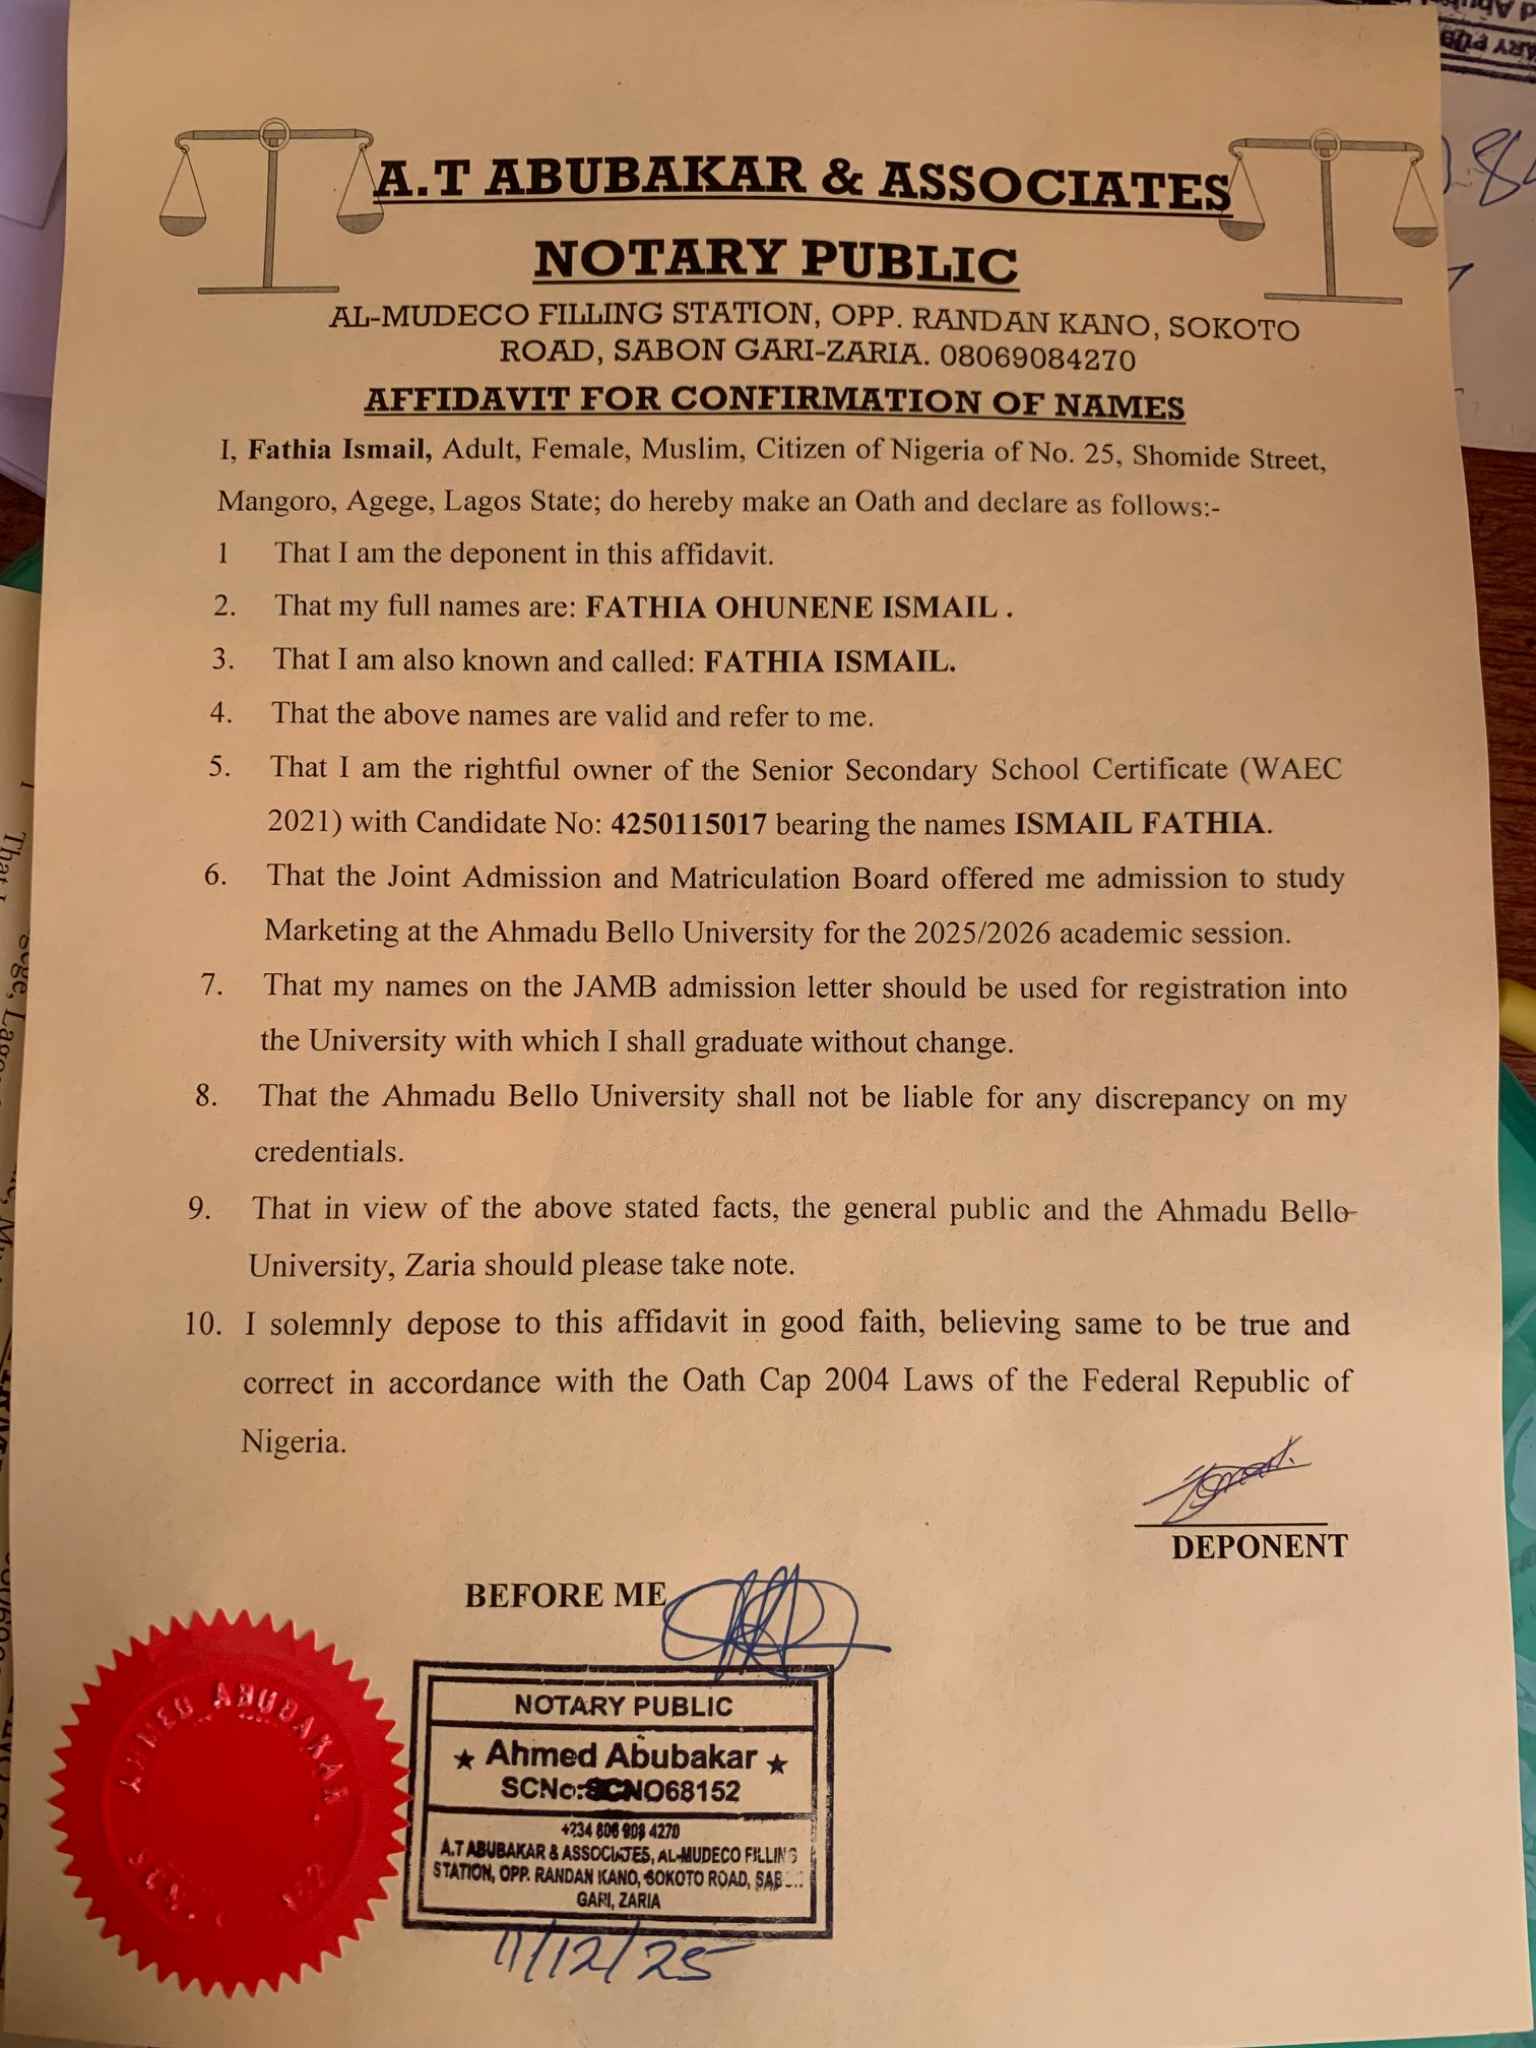 A.T ABUBAKAR & ASSOCIATES
NOTARY PUBLIC
AL-MUDECO FILLING STATION, OPP. RANDAN KANO, SOKOTO
ROAD, SABON GARI-ZARIA. 08069084270
AFFIDAVIT FOR CONFIRMATION OF NAMES
I, Fathia Ismail, Adult, Female, Muslim, Citizen of Nigeria of No. 25, Shomide Street,
Mangoro, Agege, Lagos State; do hereby make an Oath and declare as follows:-
1 That I am the deponent in this affidavit.
2. That my full names are: FATHIA OHUNENE ISMAIL .
3. That I am also known and called: FATHIA ISMAIL.
4. That the above names are valid and refer to me.
5. That I am the rightful owner of the Senior Secondary School Certificate (WAEC
2021) with Candidate No: 4250115017 bearing the names ISMAIL FATHIA.
6. That the Joint Admission and Matriculation Board offered me admission to study
Marketing at the Ahmadu Bello University for the 2025/2026 academic session.
7. That my names on the JAMB admission letter should be used for registration into
the University with which I shall graduate without change.
8. That the Ahmadu Bello University shall not be liable for any discrepancy on my
credentials.
9. That in view of the above stated facts, the general public and the Ahmadu Bello
University, Zaria should please take note.
10. I solemnly depose to this affidavit in good faith, believing same to be true and
correct in accordance with the Oath Cap 2004 Laws of the Federal Republic of
Nigeria.
DEPONENT
BEFORE ME
NOTARY PUBLIC
★ Ahmed Abubakar ★
SCNo:SCNO68152
+234 806 908 4270
A.T ABUBAKAR & ASSOCIATES, AL-MUDECO FILLING
STATION, OPP. RANDAN KANO, SOKOTO ROAD,
GARI, ZARIA
11/12/25
AHMED ABUBAKAR